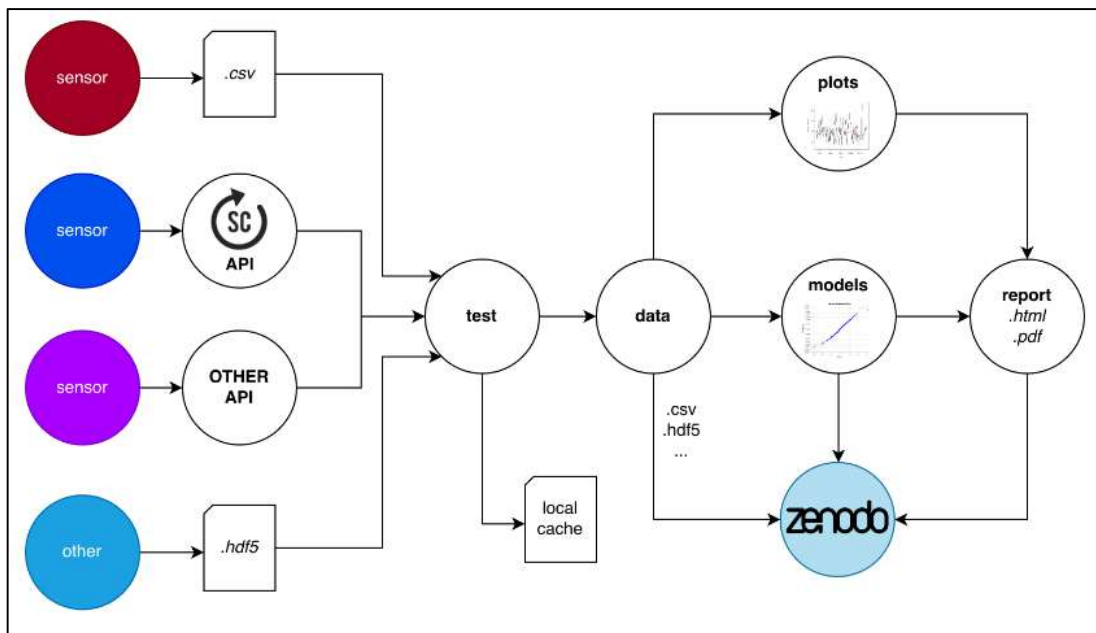 sensor
.csv
sensor
SC
API
sensor
OTHER
API
other
.hdf5
test
local
cache
data
.csv
.hdf5
...
plots
models
report
.html
.pdf
zenodo